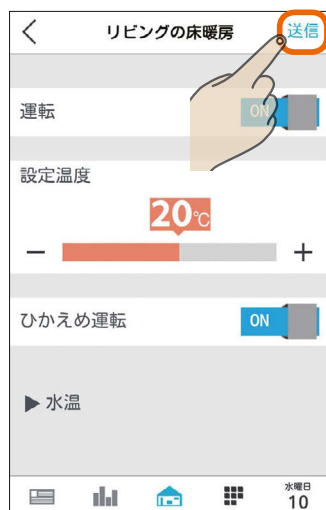 リビングの床暖房 送信
運転 ON
設定温度
20℃
− +
ひかえめ運転 ON
▶ 水温
水曜日
10